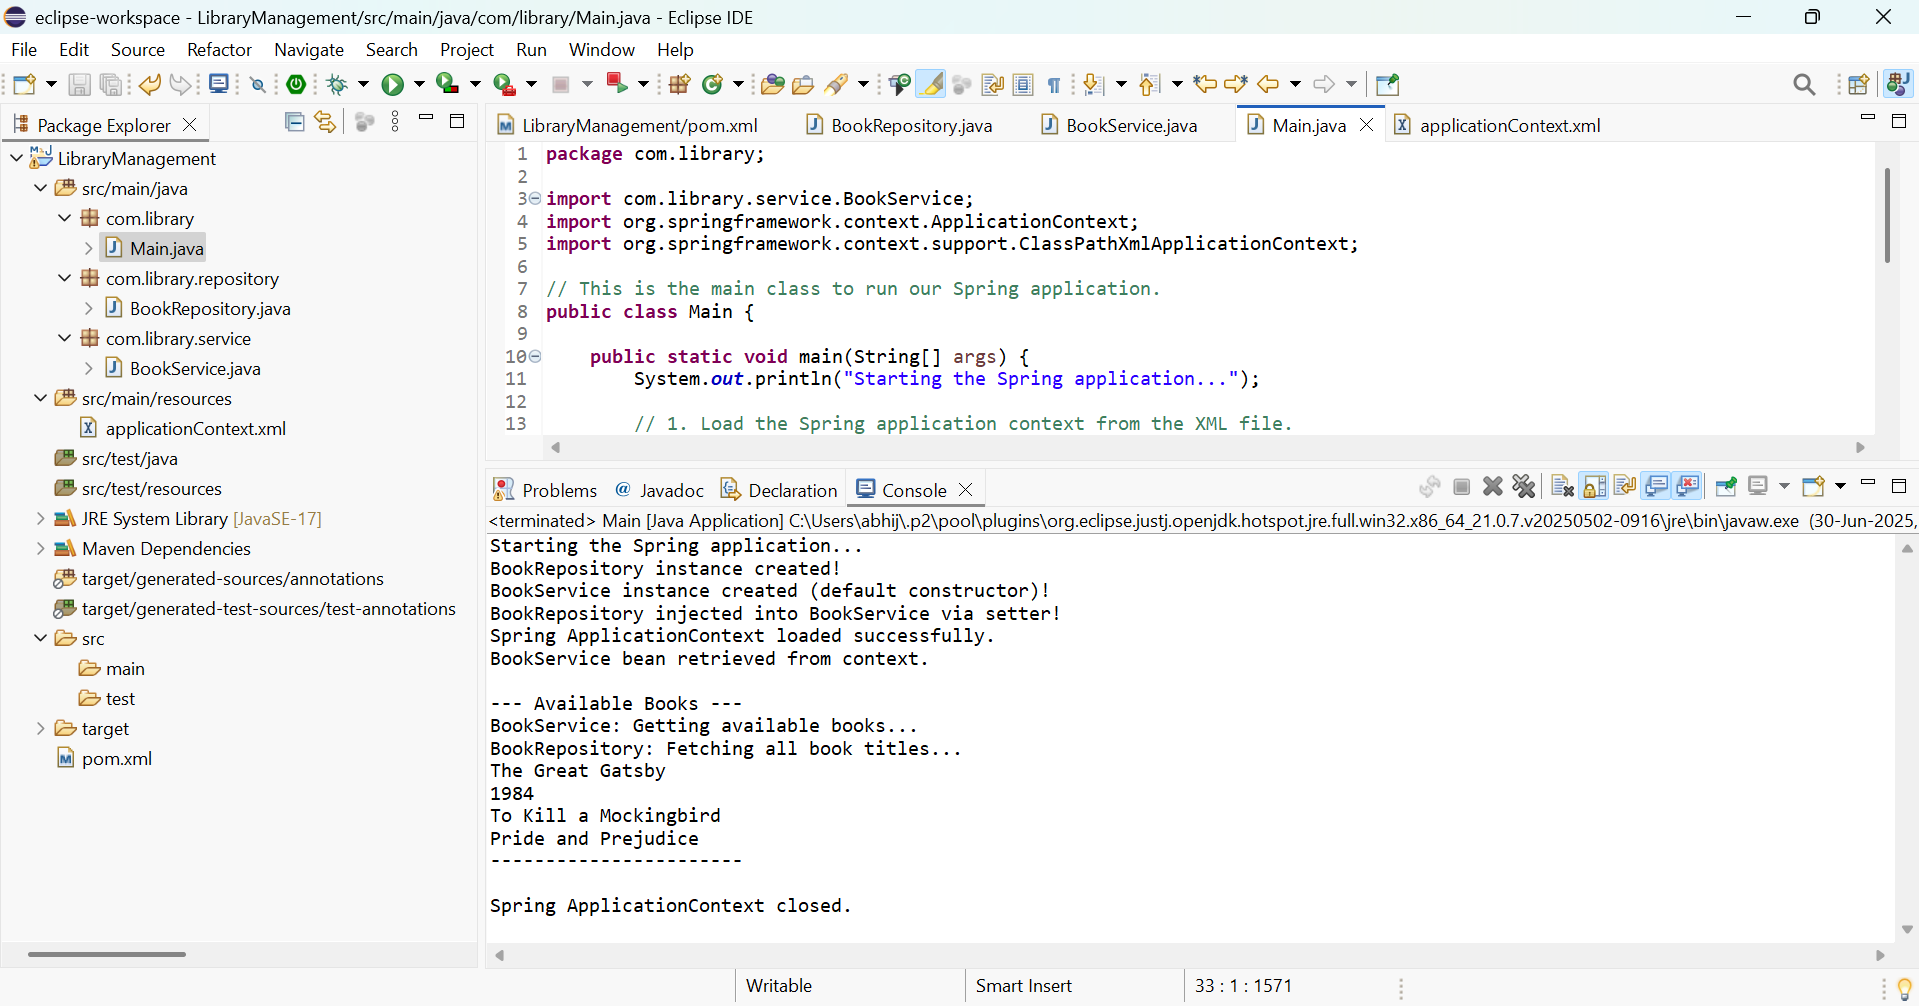 eclipse-workspace - LibraryManagement/src/main/java/com/library/Main.java - Eclipse IDE
File Edit Source Refactor Navigate Search Project Run Window Help
Package Explorer
LibraryManagement
src/main/java
com.library
Main.java
com.library.repository
BookRepository.java
com.library.service
BookService.java
src/main/resources
applicationContext.xml
src/test/java
src/test/resources
JRE System Library [JavaSE-17]
Maven Dependencies
target/generated-sources/annotations
target/generated-test-sources/test-annotations
src
main
test
target
pom.xml
LibraryManagement/pom.xml BookRepository.java BookService.java Main.java applicationContext.xml
1 package com.library;
2
3 import com.library.service.BookService;
4 import org.springframework.context.ApplicationContext;
5 import org.springframework.context.support.ClassPathXmlApplicationContext;
6
7 // This is the main class to run our Spring application.
8 public class Main {
9
10 public static void main(String[] args) {
11 System.out.println("Starting the Spring application...");
12
13 // 1. Load the Spring application context from the XML file.
Problems @ Javadoc Declaration Console
<terminated> Main [Java Application] C:\Users\abhij\.p2\pool\plugins\org.eclipse.justj.openjdk.hotspot.jre.full.win32.x86_64_21.0.7.v20250502-0916\jre\bin\javaw.exe (30-Jun-2025,
Starting the Spring application...
BookRepository instance created!
BookService instance created (default constructor)!
BookRepository injected into BookService via setter!
Spring ApplicationContext loaded successfully.
BookService bean retrieved from context.
--- Available Books ---
BookService: Getting available books...
BookRepository: Fetching all book titles...
The Great Gatsby
1984
To Kill a Mockingbird
Pride and Prejudice
-----------------------
Spring ApplicationContext closed.
Writable Smart Insert 33 : 1 : 1571